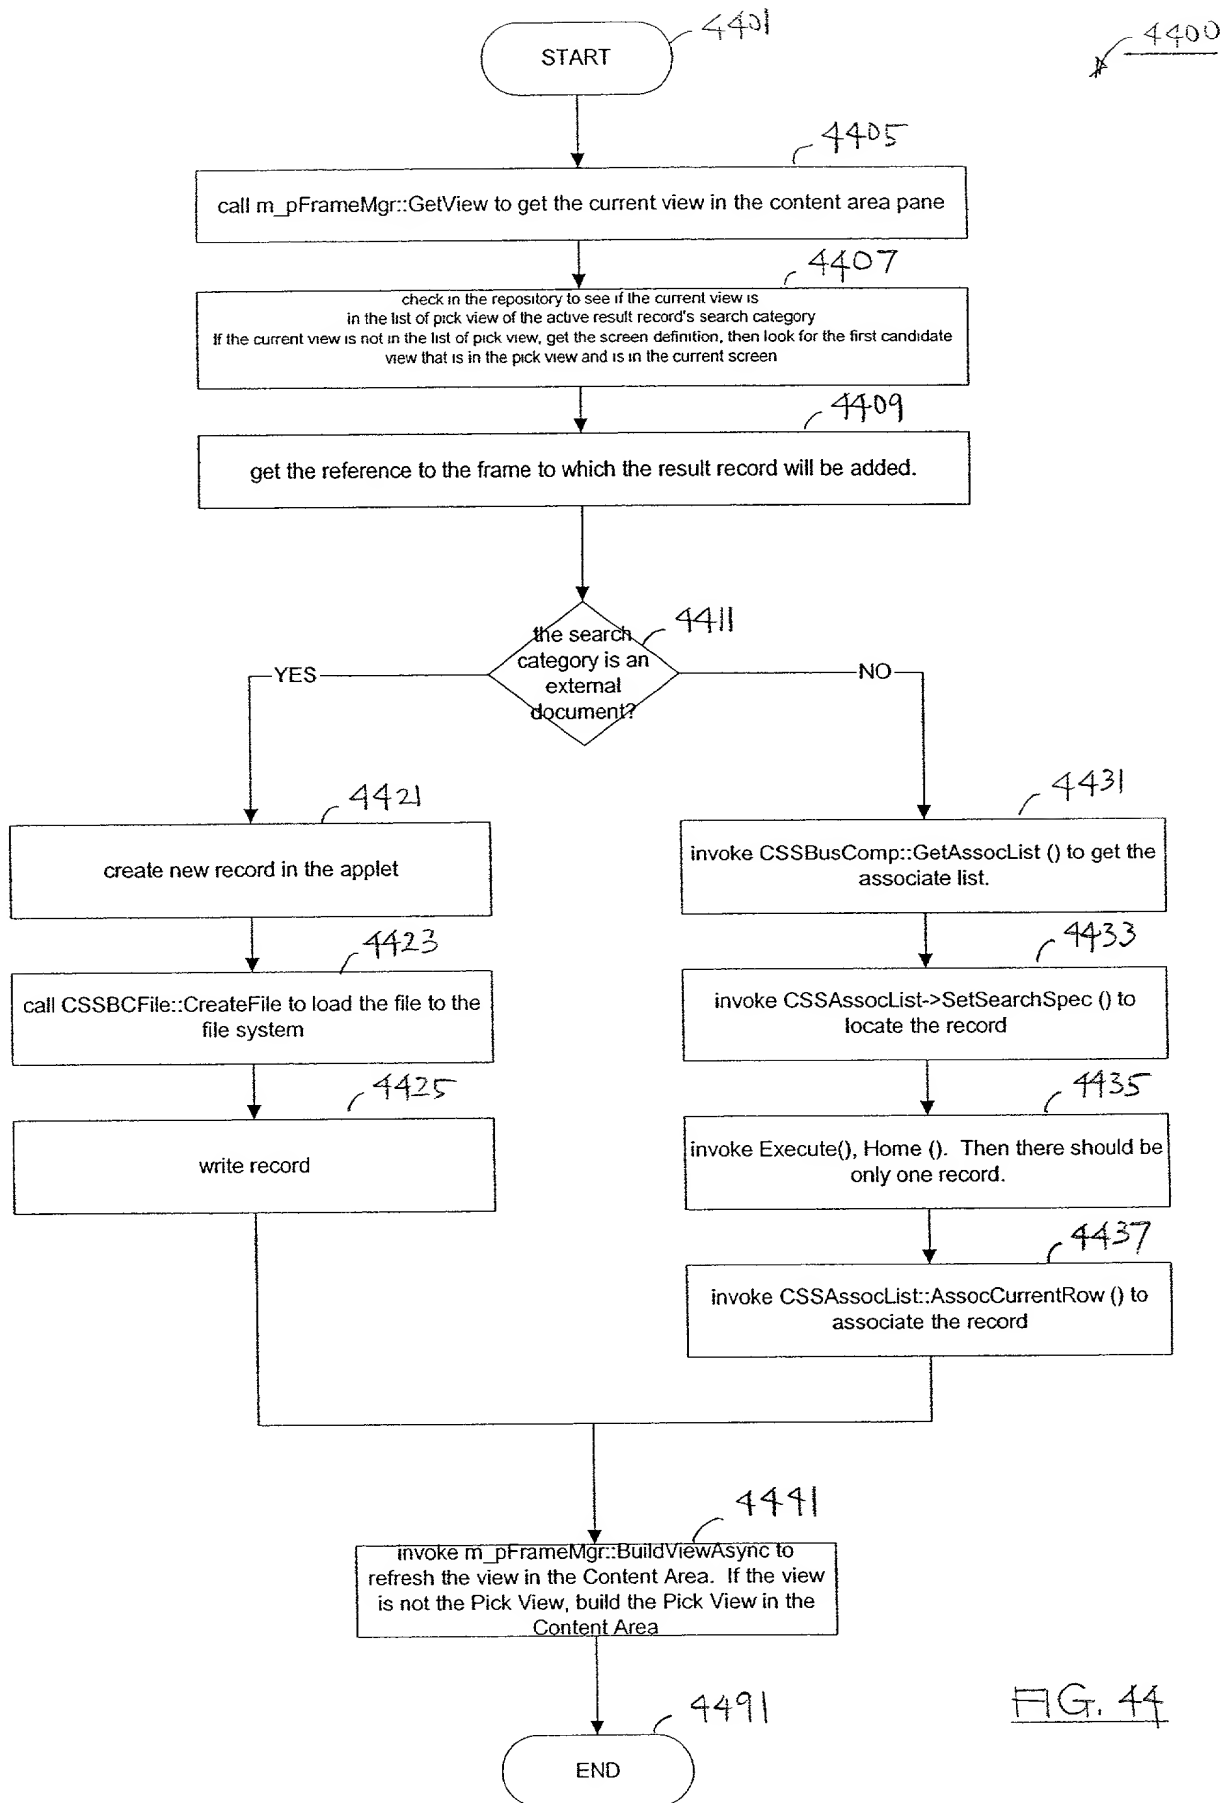 4401
4400
START
4405
call m_pFrameMgr::GetView to get the current view in the content area pane
4407
check in the repository to see if the current view is
in the list of pick view of the active result record's search category
If the current view is not in the list of pick view, get the screen definition, then look for the first candidate
view that is in the pick view and is in the current screen
4409
get the reference to the frame to which the result record will be added.
4411
the search
category is an
external
document?
YES
NO
4421
create new record in the applet
4423
call CSSBCFile::CreateFile to load the file to the
file system
4425
write record
4431
invoke CSSBusComp::GetAssocList () to get the
associate list.
4433
invoke CSSAssocList->SetSearchSpec () to
locate the record
4435
invoke Execute(), Home (). Then there should be
only one record.
4437
invoke CSSAssocList::AssocCurrentRow () to
associate the record
4441
invoke m_pFrameMgr::BuildViewAsync to
refresh the view in the Content Area. If the view
is not the Pick View, build the Pick View in the
Content Area
4491
END
FIG. 44